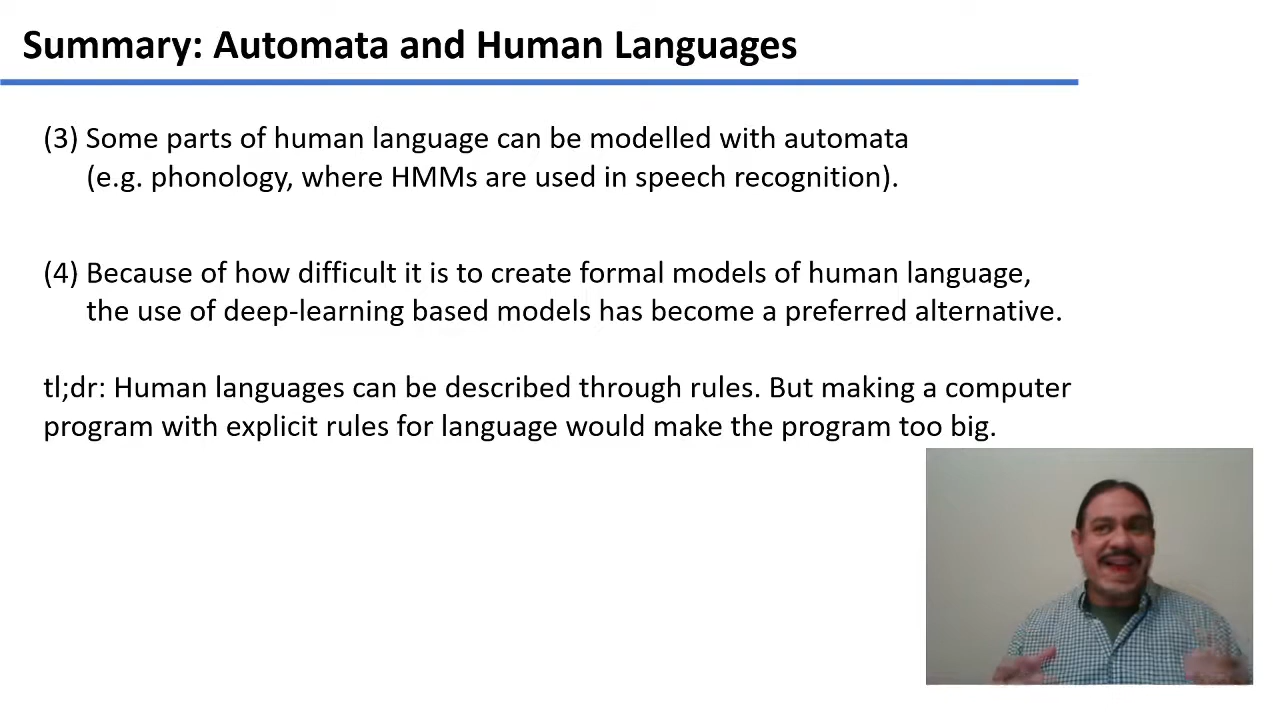 Summary: Automata and Human Languages
(3) Some parts of human language can be modelled with automata
(e.g. phonology, where HMMs are used in speech recognition).
(4) Because of how difficult it is to create formal models of human language,
the use of deep-learning based models has become a preferred alternative.
tl;dr: Human languages can be described through rules. But making a computer
program with explicit rules for language would make the program too big.